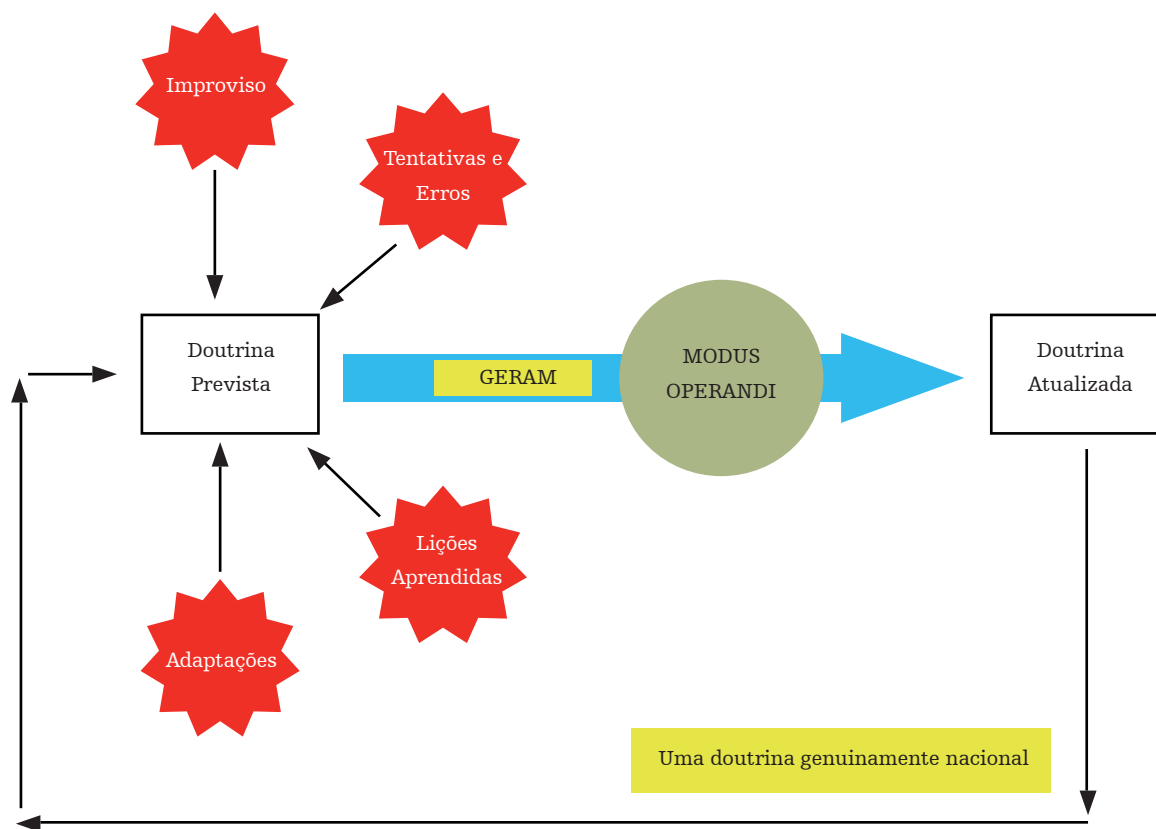 Improviso
Tentativas e
Erros
Doutrina
Prevista
GERAM
MODUS
OPERANDI
Doutrina
Atualizada
Lições
Aprendidas
Adaptações
Uma doutrina genuinamente nacional